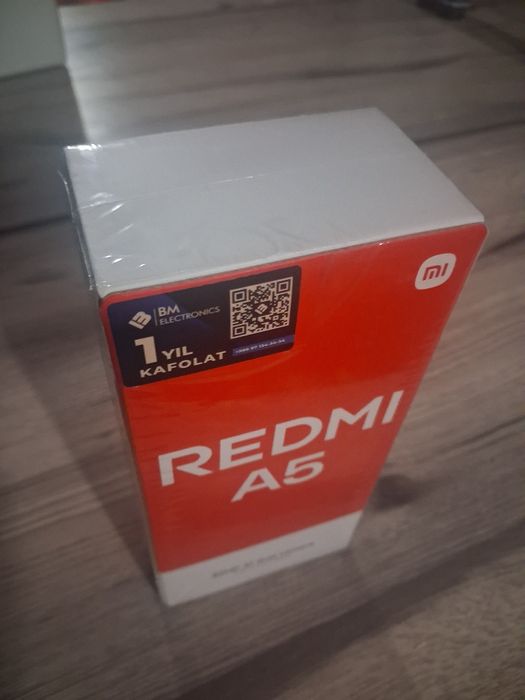 BM
ELECTRONICS
1 YIL
KAFOLAT
mi
REDMI
A5